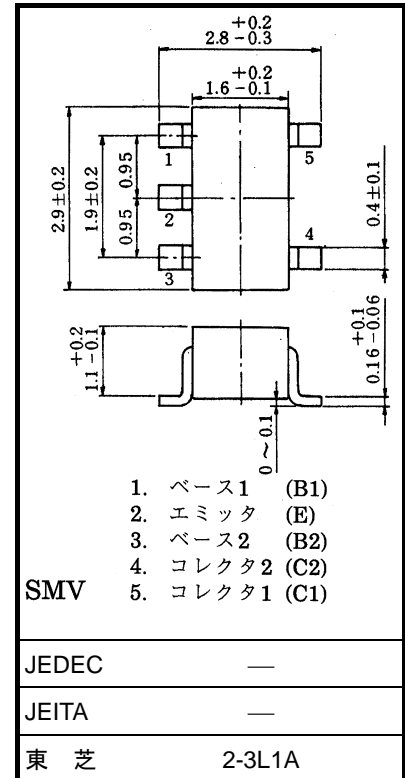 +0.2
2.8 −0.3
+0.2
1.6 −0.1
2.9±0.2
1.9±0.2
0.95
0.95
1
2
3
5
4
0.4±0.1
+0.2
1.1 −0.1
+0.1
0.16 −0.06
0 ~ 0.1
1. ベース1 (B1)
2. エミッタ (E)
3. ベース2 (B2)
4. コレクタ2 (C2)
SMV 5. コレクタ1 (C1)
JEDEC ―
JEITA ―
東 芝 2-3L1A